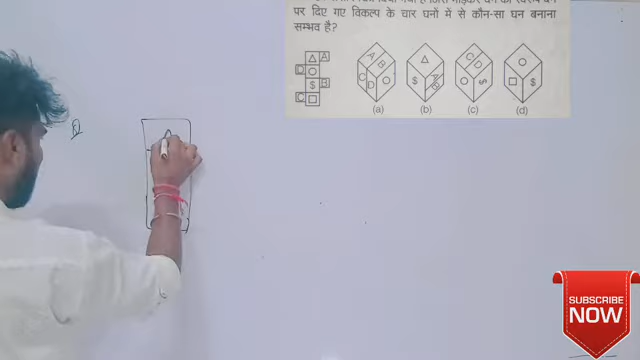 पर दिए गए विकल्प के चार घनों में से कौन-सा घन बनाना
सम्भव है?
A
D
$
B
C
A B
C D
$
A B
C D
$
$
(a)
(b)
(c)
(d)
SUBSCRIBE
NOW